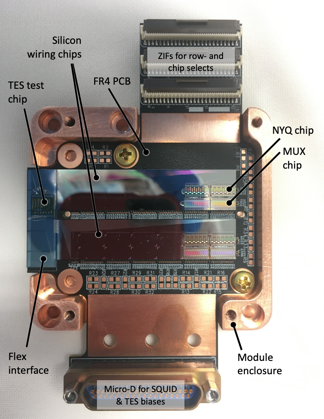 Silicon
wiring chips
ZIFs for row- and
chip selects
TES test
chip
FR4 PCB
NYQ chip
MUX
chip
Flex
interface
Module
enclosure
Micro-D for SQUID
& TES biases